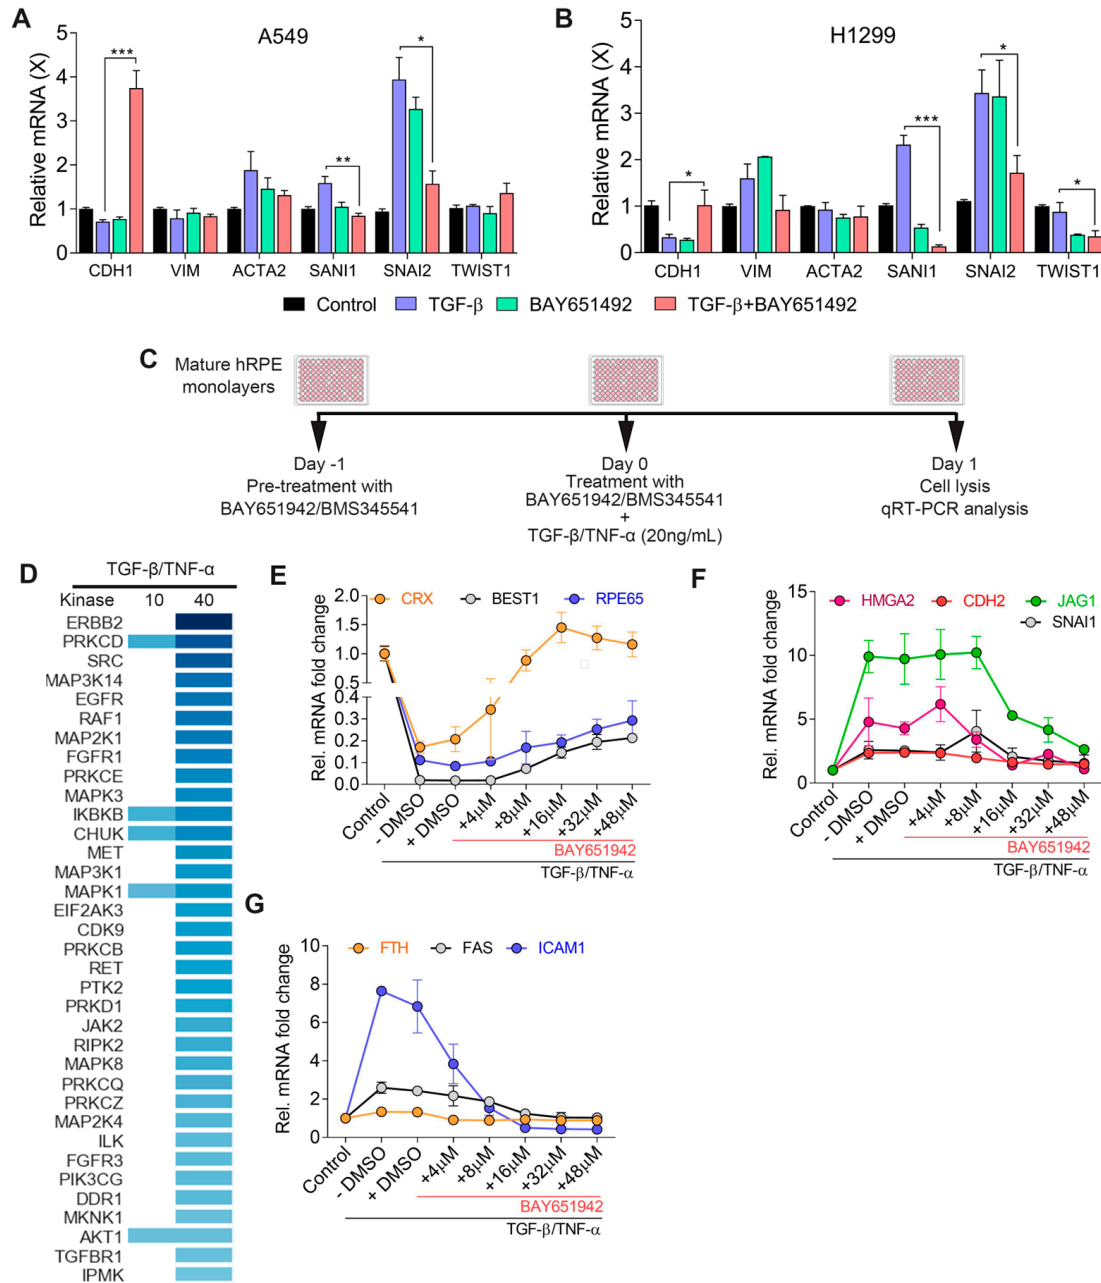 A
A549
Relative mRNA (X)
5
4
3
2
1
0
***
**
*
CDH1 VIM ACTA2 SANI1 SNAI2 TWIST1
B
H1299
Relative mRNA (X)
5
4
3
2
1
0
*
***
*
*
CDH1 VIM ACTA2 SANI1 SNAI2 TWIST1
Control TGF-β BAY651492 TGF-β+BAY651492
C
Mature hRPE
monolayers
Day -1
Pre-treatment with
BAY651942/BMS345541
Day 0
Treatment with
BAY651942/BMS345541
+
TGF-β/TNF-α (20ng/mL)
Day 1
Cell lysis
qRT-PCR analysis
D
TGF-β/TNF-α
Kinase 10 40
ERBB2
PRKCD
SRC
MAP3K14
EGFR
RAF1
MAP2K1
FGFR1
PRKCE
MAPK3
IKBKB
CHUK
MET
MAP3K1
MAPK1
EIF2AK3
CDK9
PRKCB
RET
PTK2
PRKD1
JAK2
RIPK2
MAPK8
PRKCQ
PRKCZ
MAP2K4
ILK
FGFR3
PIK3CG
DDR1
MKNK1
AKT1
TGFBR1
IPMK
E
CRX BEST1 RPE65
Rel. mRNA fold change
2.0
1.5
1.0
0.5
0.4
0.3
0.2
0.1
0.0
Control - DMSO + DMSO +4μM +8μM +16μM +32μM +48μM
BAY651942
TGF-β/TNF-α
F
HMGA2 CDH2 JAG1
SNAI1
Rel. mRNA fold change
15
10
5
0
Control - DMSO + DMSO +4μM +8μM +16μM +32μM +48μM
BAY651942
TGF-β/TNF-α
G
FTH FAS ICAM1
Rel. mRNA fold change
10
8
6
4
2
0
Control - DMSO + DMSO +4μM +8μM +16μM +32μM +48μM
BAY651942
TGF-β/TNF-α